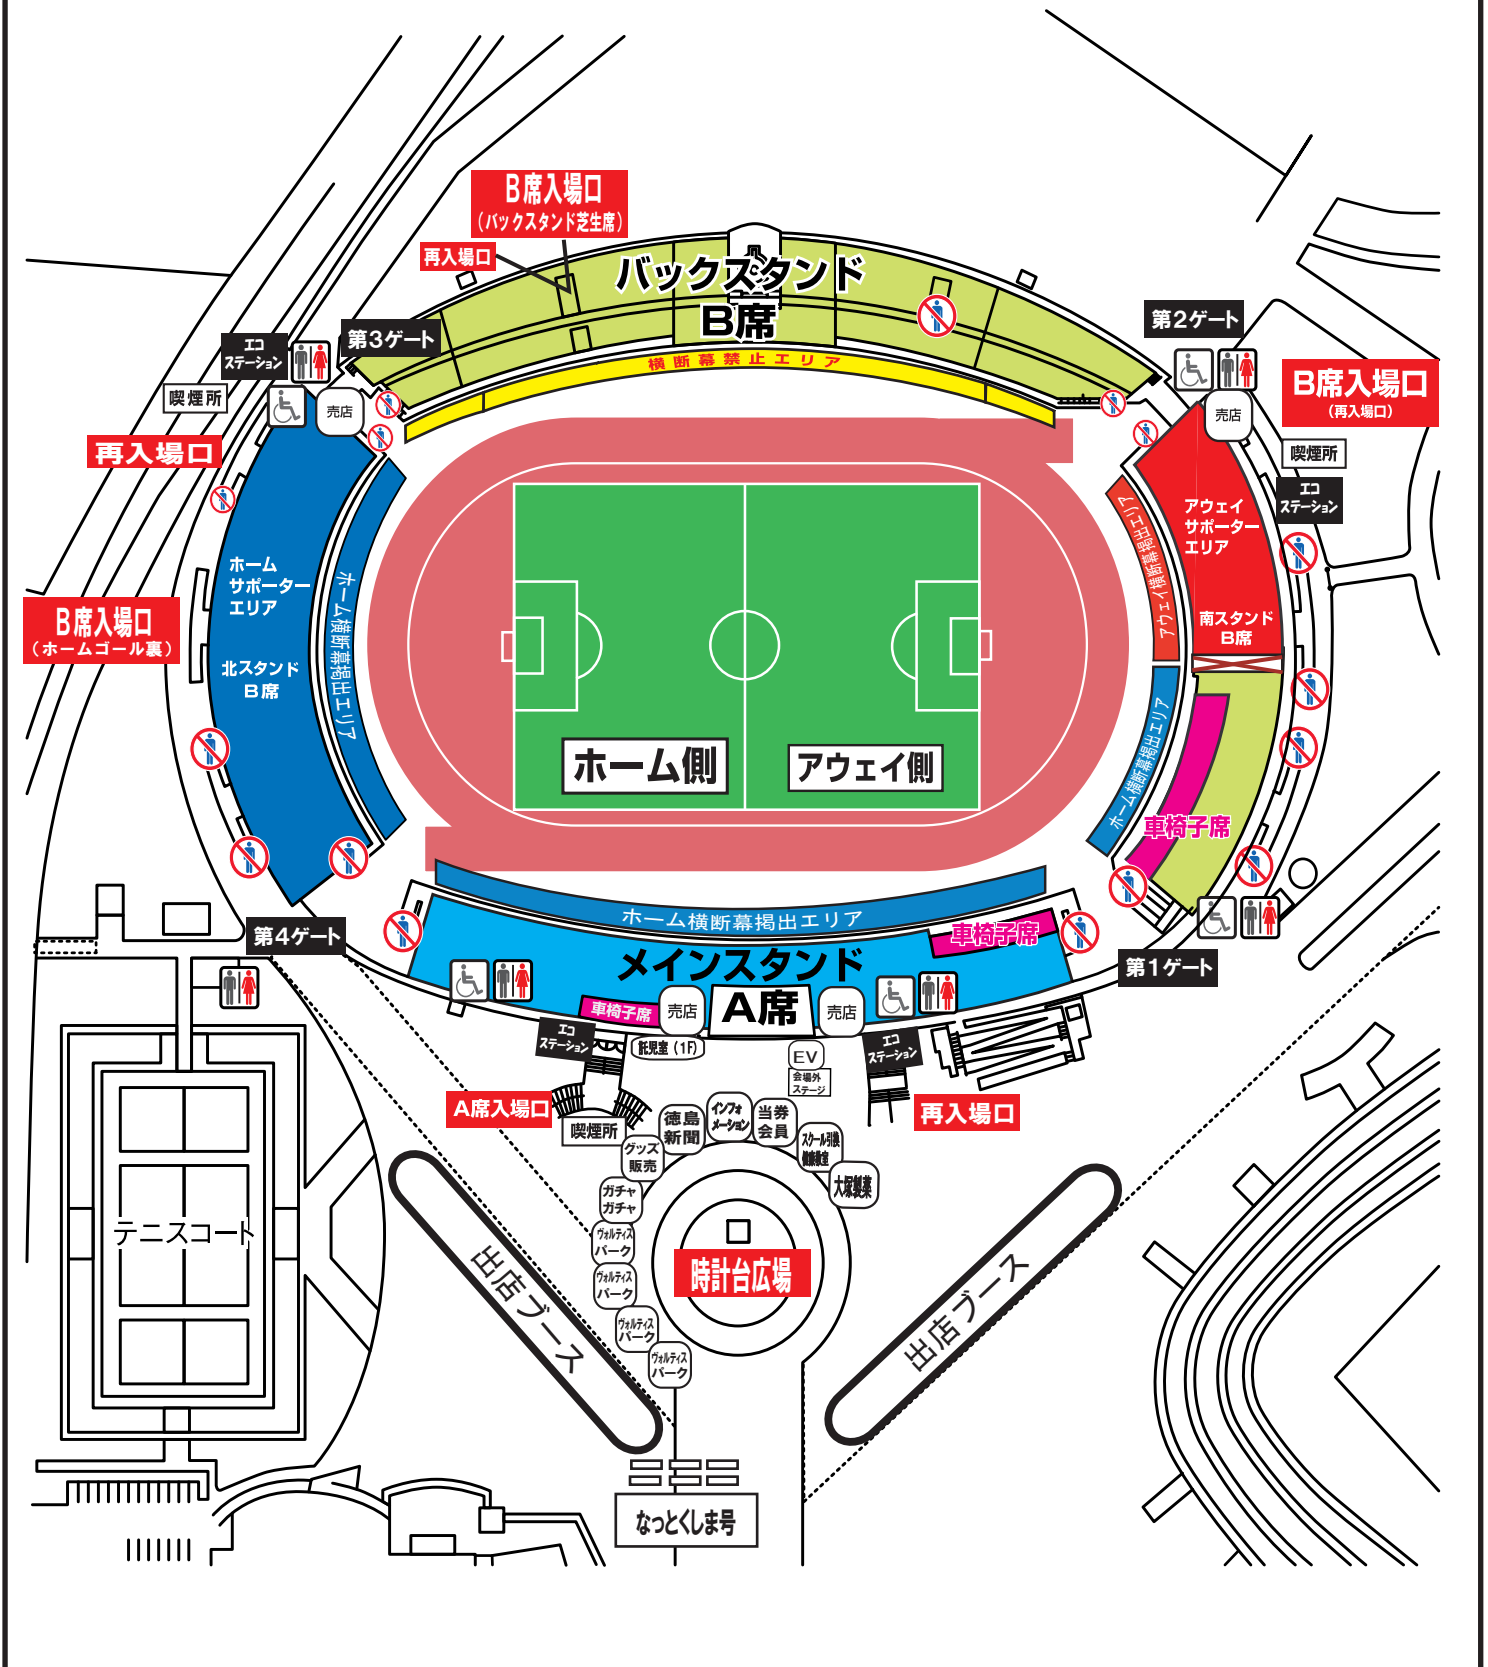 B席入場口
（バックスタンド芝生席）
再入場口
バックスタンド
B席
横断幕禁止エリア
第3ゲート
エコ
ステーション
喫煙所
売店
再入場口
第2ゲート
B席入場口
（再入場口）
売店
喫煙所
エコ
ステーション
ホーム
サポーター
エリア
北スタンド
B席
ホーム横断幕掲出エリア
B席入場口
（ホームゴール裏）
アウェイ横断幕掲出エリア
アウェイ
サポーター
エリア
南スタンド
B席
ホーム側
アウェイ側
ホーム横断幕掲出エリア
車椅子席
ホーム横断幕掲出エリア
車椅子席
メインスタンド
A席
第4ゲート
第1ゲート
車椅子席
売店
売店
エコ
ステーション
託児室（1F）
EV
会場外
ステージ
エコ
ステーション
A席入場口
喫煙所
再入場口
徳島
新聞
インフォ
メーション
当券
会員
スクール引換
健康教室
大塚製薬
グッズ
販売
ガチャ
ガチャ
ヴォルティス
パーク
ヴォルティス
パーク
ヴォルティス
パーク
ヴォルティス
パーク
時計台広場
テニスコート
出店ブース
出店ブース
なっとくしま号